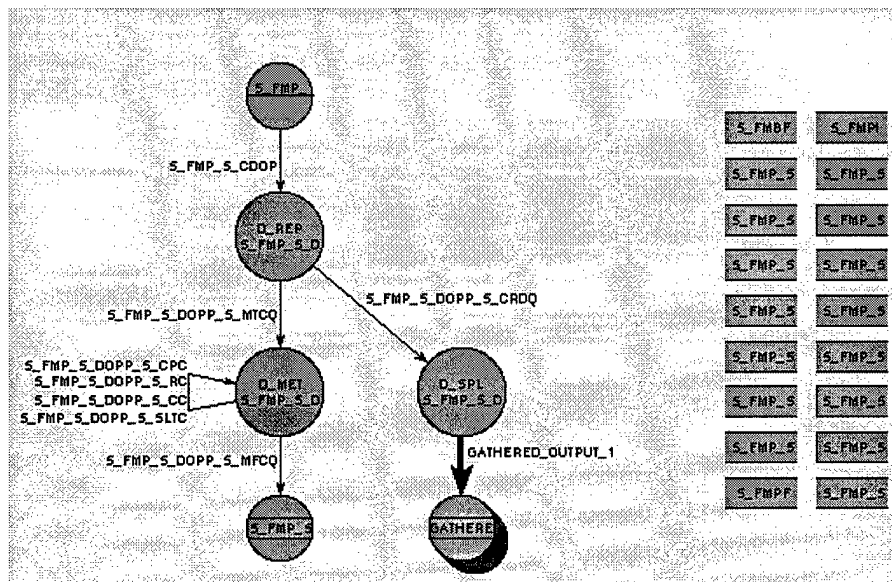 S_FMP_
S_FMP_S_CDOP
D_REP
S_FMP_S_D
S_FMP_S_DOPP_S_CRDQ
S_FMP_S_DOPP_S_MTCQ
S_FMP_S_DOPP_S_CPC
S_FMP_S_DOPP_S_RC
S_FMP_S_DOPP_S_CC
S_FMP_S_DOPP_S_SLTC
D_MET
S_FMP_S_D
D_SPL
S_FMP_S_D
S_FMP_S_DOPP_S_MFCQ
GATHERED_OUTPUT_1
S_FMP_S
GATHERE
S_FMBF
S_FMPI
S_FMP_S
S_FMP_S
S_FMP_S
S_FMP_S
S_FMP_S
S_FMP_S
S_FMP_S
S_FMP_S
S_FMP_S
S_FMP_S
S_FMP_S
S_FMP_S
S_FMP_S
S_FMP_S
S_FMPF
S_FMP_S